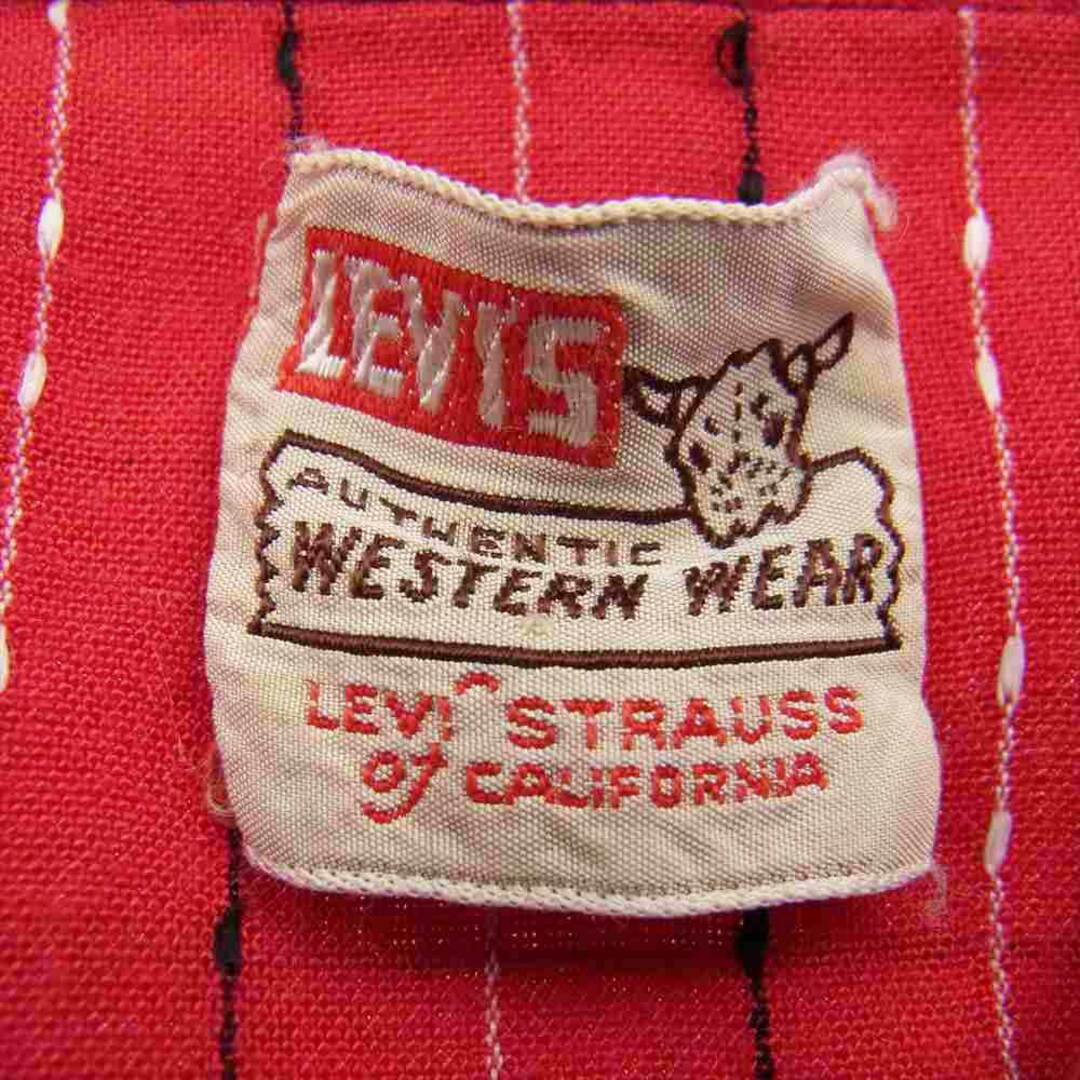 LEVI'S
AUTHENTIC
WESTERN WEAR
LEVI STRAUSS
of CALIFORNIA